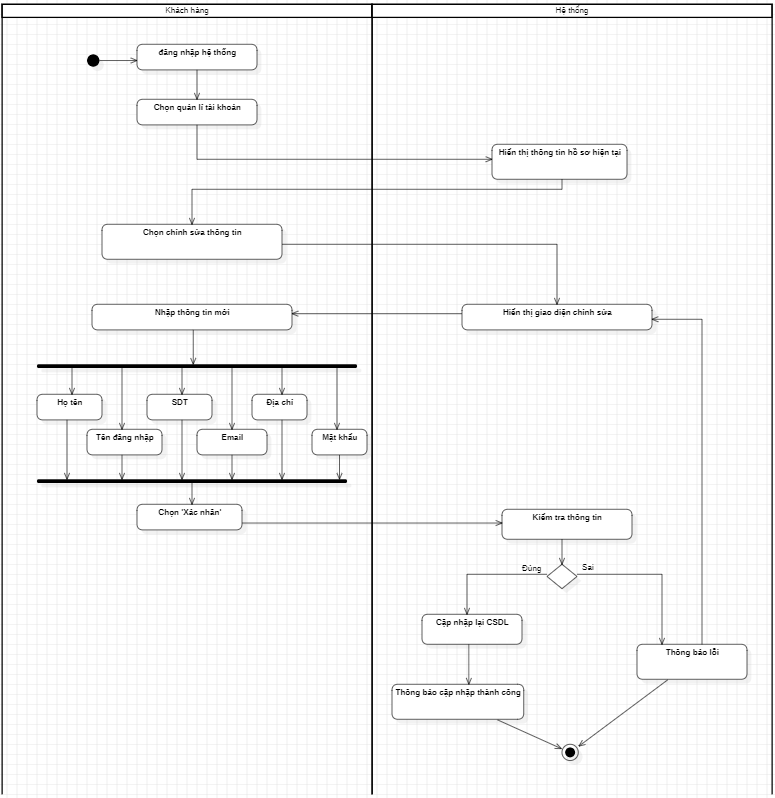 Khách hàng
Hệ thống
đăng nhập hệ thống
Chọn quản lí tài khoản
Hiển thị thông tin hồ sơ hiện tại
Chọn chỉnh sửa thông tin
Nhập thông tin mới
Hiển thị giao diện chỉnh sửa
Họ tên
SDT
Địa chỉ
Tên đăng nhập
Email
Mật khẩu
Chọn 'Xác nhân'
Kiểm tra thông tin
Đúng
Sai
Cập nhập lại CSDL
Thông báo lỗi
Thông báo cập nhập thành công